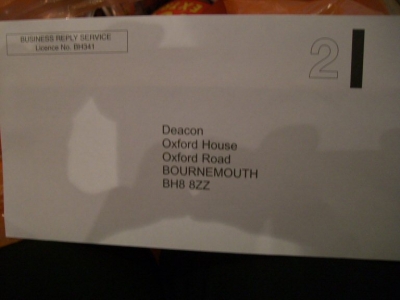 BUSINESS REPLY SERVICE
Licence No. BH341
2
Deacon
Oxford House
Oxford Road
BOURNEMOUTH
BH8 8ZZ